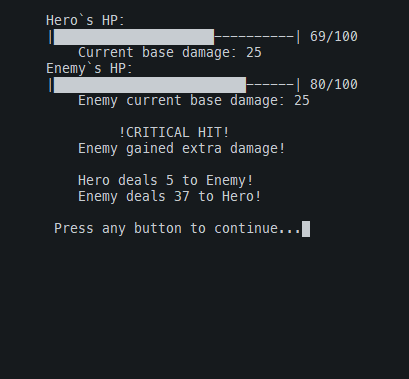 Hero`s HP:
|████████████████████----------| 69/100
Current base damage: 25
Enemy`s HP:
|████████████████████████------| 80/100
Enemy current base damage: 25
!CRITICAL HIT!
Enemy gained extra damage!
Hero deals 5 to Enemy!
Enemy deals 37 to Hero!
Press any button to continue...